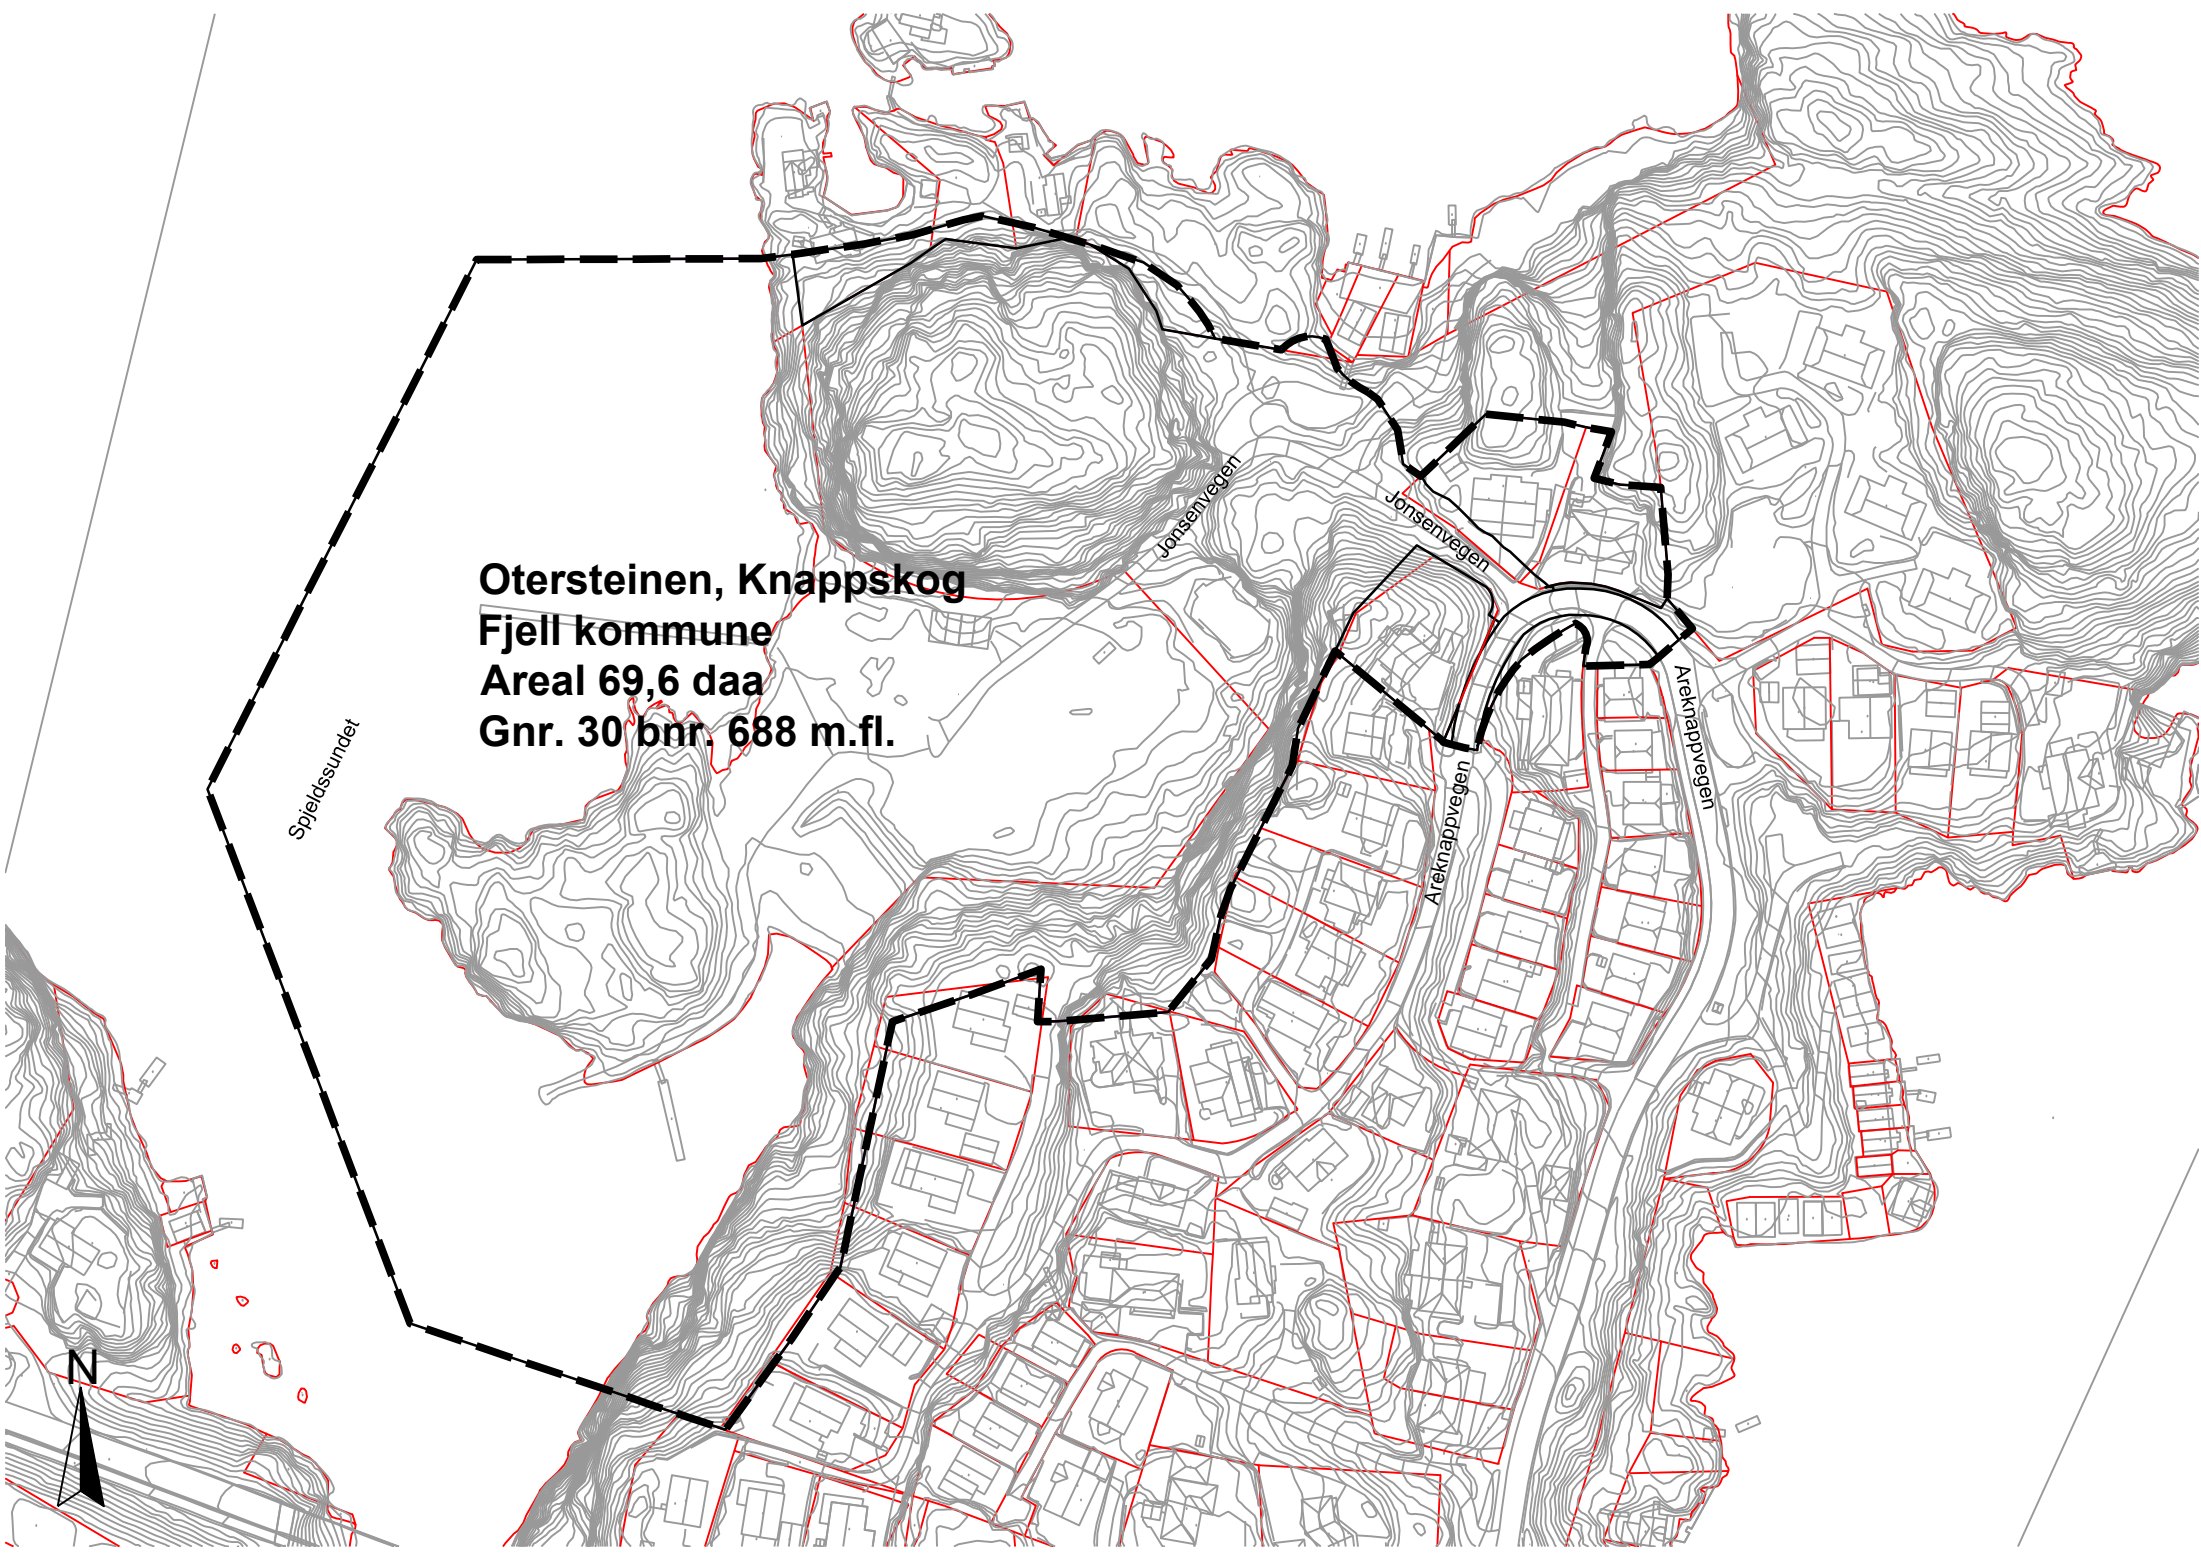 Jonsenvegen
Jonsenvegen
Otersteinen, Knappskog
Fjell kommune
Areal 69,6 daa
Gnr. 30 bnr. 688 m.fl.
Spjeldssundet
Areknappvegen
Areknappvegen
N